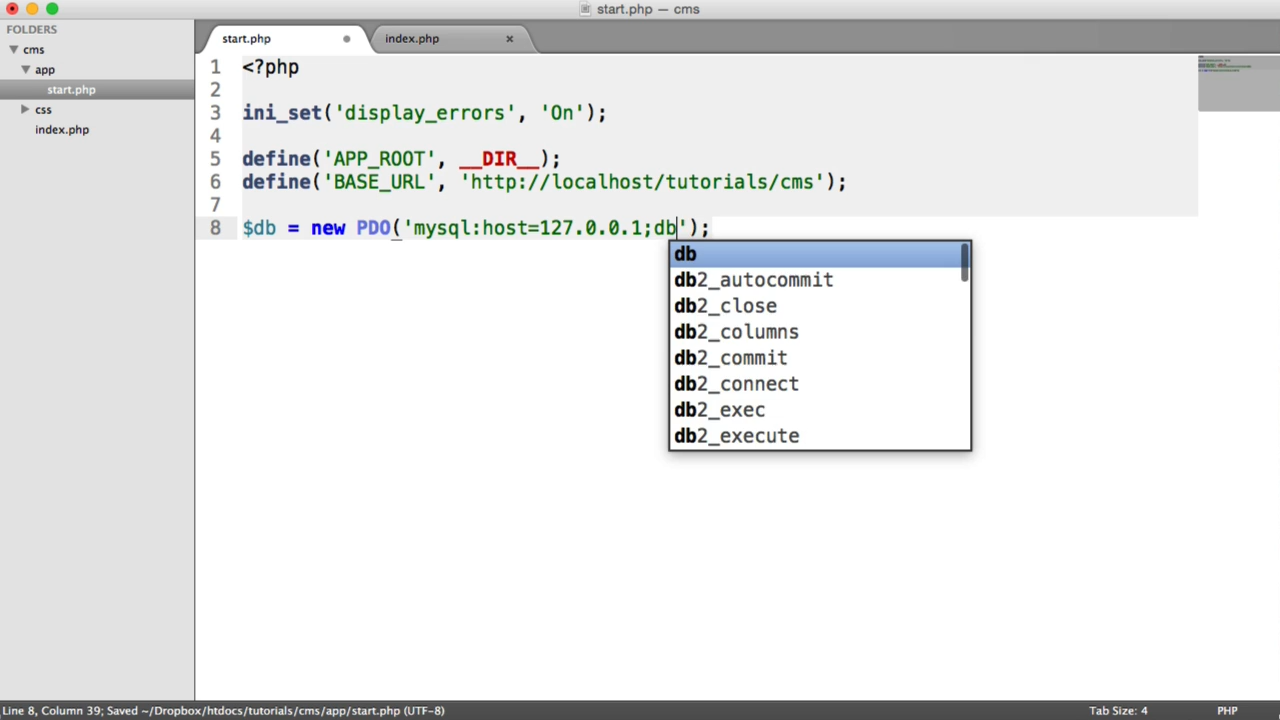 start.php — cms
FOLDERS
cms
app
start.php
css
index.php
start.php
index.php ×
1 <?php
2
3 ini_set('display_errors', 'On');
4
5 define('APP_ROOT', __DIR__);
6 define('BASE_URL', 'http://localhost/tutorials/cms');
7
8 $db = new PDO('mysql:host=127.0.0.1;db');
db
db2_autocommit
db2_close
db2_columns
db2_commit
db2_connect
db2_exec
db2_execute
Line 8, Column 39; Saved ~/Dropbox/htdocs/tutorials/cms/app/start.php (UTF-8)
Tab Size: 4
PHP